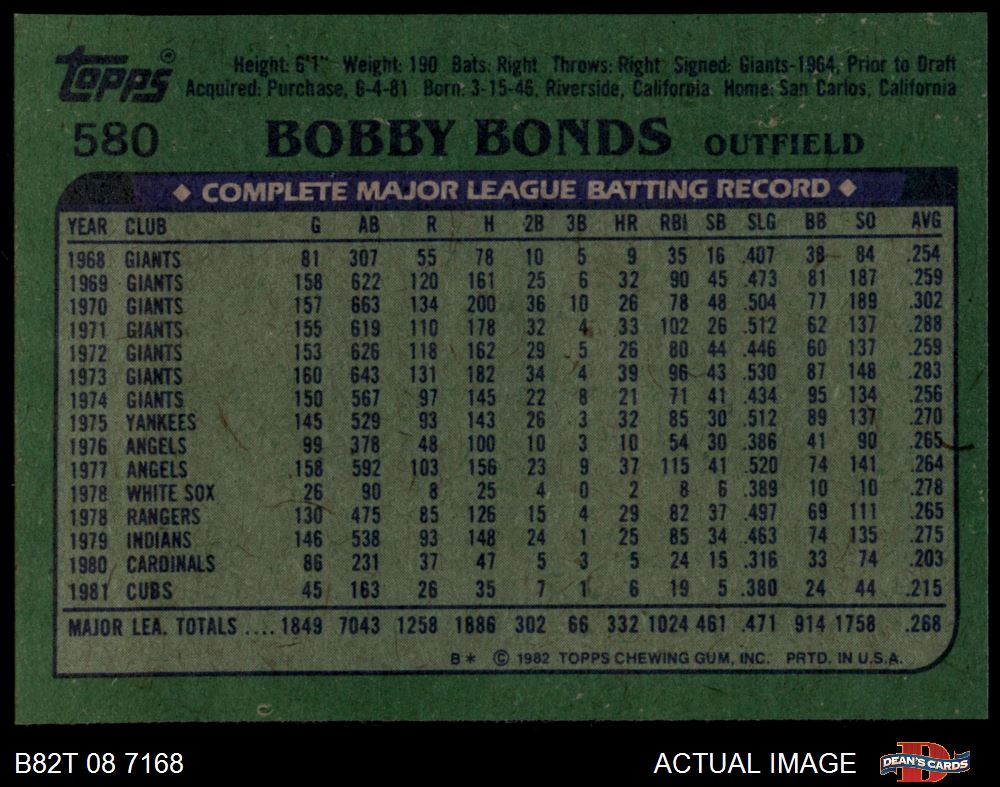 Topps®
Height: 6'1" Weight: 190 Bats: Right Throws: Right Signed: Giants-1964, Prior to Draft
Acquired: Purchase, 6-4-81 Born: 3-15-46, Riverside, California Home: San Carlos, California
580 BOBBY BONDS OUTFIELD
◆ COMPLETE MAJOR LEAGUE BATTING RECORD ◆
YEAR CLUB G AB R H 2B 3B HR RBI SB SLG BB SO AVG
1968 GIANTS 81 307 55 78 10 5 9 35 16 .407 38 84 .254
1969 GIANTS 158 622 120 161 25 6 32 90 45 .473 81 187 .259
1970 GIANTS 157 663 134 200 36 10 26 78 48 .504 77 189 .302
1971 GIANTS 155 619 110 178 32 4 33 102 26 .512 62 137 .288
1972 GIANTS 153 626 118 162 29 5 26 80 44 .446 60 137 .259
1973 GIANTS 160 643 131 182 34 4 39 96 43 .530 87 148 .283
1974 GIANTS 150 567 97 145 22 8 21 71 41 .434 95 134 .256
1975 YANKEES 145 529 93 143 26 3 32 85 30 .512 89 137 .270
1976 ANGELS 99 378 48 100 10 3 10 54 30 .386 41 90 .265
1977 ANGELS 158 592 103 156 23 9 37 115 41 .520 74 141 .264
1978 WHITE SOX 26 90 8 25 4 0 2 8 6 .389 10 10 .278
1978 RANGERS 130 475 85 126 15 4 29 82 37 .497 69 111 .265
1979 INDIANS 146 538 93 148 24 1 25 85 34 .463 74 135 .275
1980 CARDINALS 86 231 37 47 5 3 5 24 15 .316 33 74 .203
1981 CUBS 45 163 26 35 7 1 6 19 5 .380 24 44 .215
MAJOR LEA. TOTALS .... 1849 7043 1258 1886 302 66 332 1024 461 .471 914 1758 .268
B* © 1982 TOPPS CHEWING GUM, INC. PRTD. IN U.S.A.
B82T 08 7168 ACTUAL IMAGE D DEAN'S CARDS